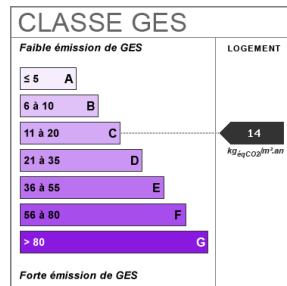 CLASSE GES
Faible émission de GES
LOGEMENT
≤ 5 A
6 à 10 B
11 à 20 C
14
kgéqCO2/m².an
21 à 35 D
36 à 55 E
56 à 80 F
> 80 G
Forte émission de GES